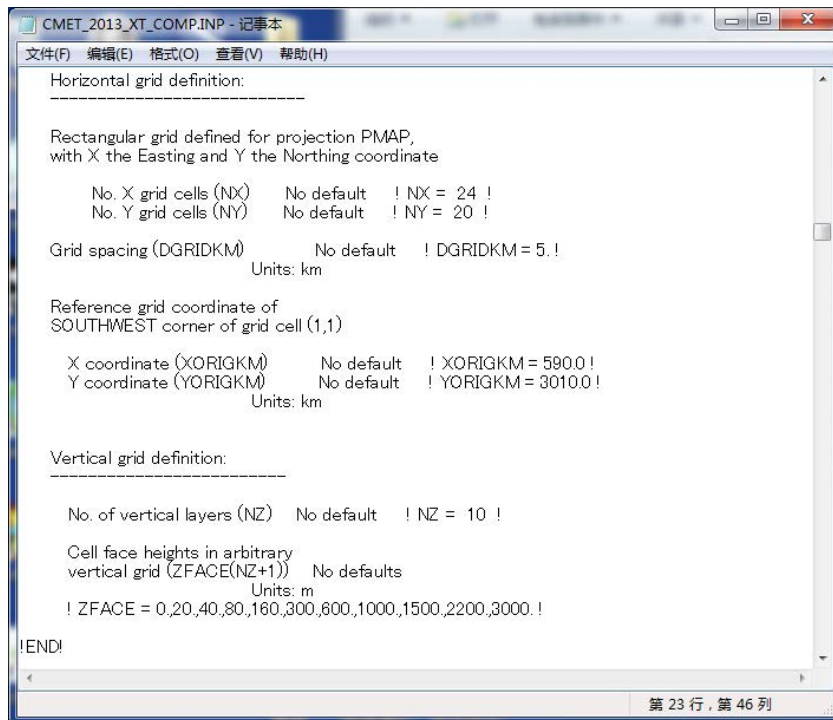 CMET_2013_XT_COMP.INP - 记事本
文件(F) 编辑(E) 格式(O) 查看(V) 帮助(H)
Horizontal grid definition:
---------------------------
Rectangular grid defined for projection PMAP,
with X the Easting and Y the Northing coordinate
No. X grid cells (NX) No default ! NX = 24 !
No. Y grid cells (NY) No default ! NY = 20 !
Grid spacing (DGRIDKM) No default ! DGRIDKM = 5. !
Units: km
Reference grid coordinate of
SOUTHWEST corner of grid cell (1,1)
X coordinate (XORIGKM) No default ! XORIGKM = 590.0 !
Y coordinate (YORIGKM) No default ! YORIGKM = 3010.0 !
Units: km
Vertical grid definition:
-------------------------
No. of vertical layers (NZ) No default ! NZ = 10 !
Cell face heights in arbitrary
vertical grid (ZFACE(NZ+1)) No defaults
Units: m
! ZFACE = 0.,20.,40.,80.,160.,300.,600.,1000.,1500.,2200.,3000. !
!END!
第 23 行，第 46 列